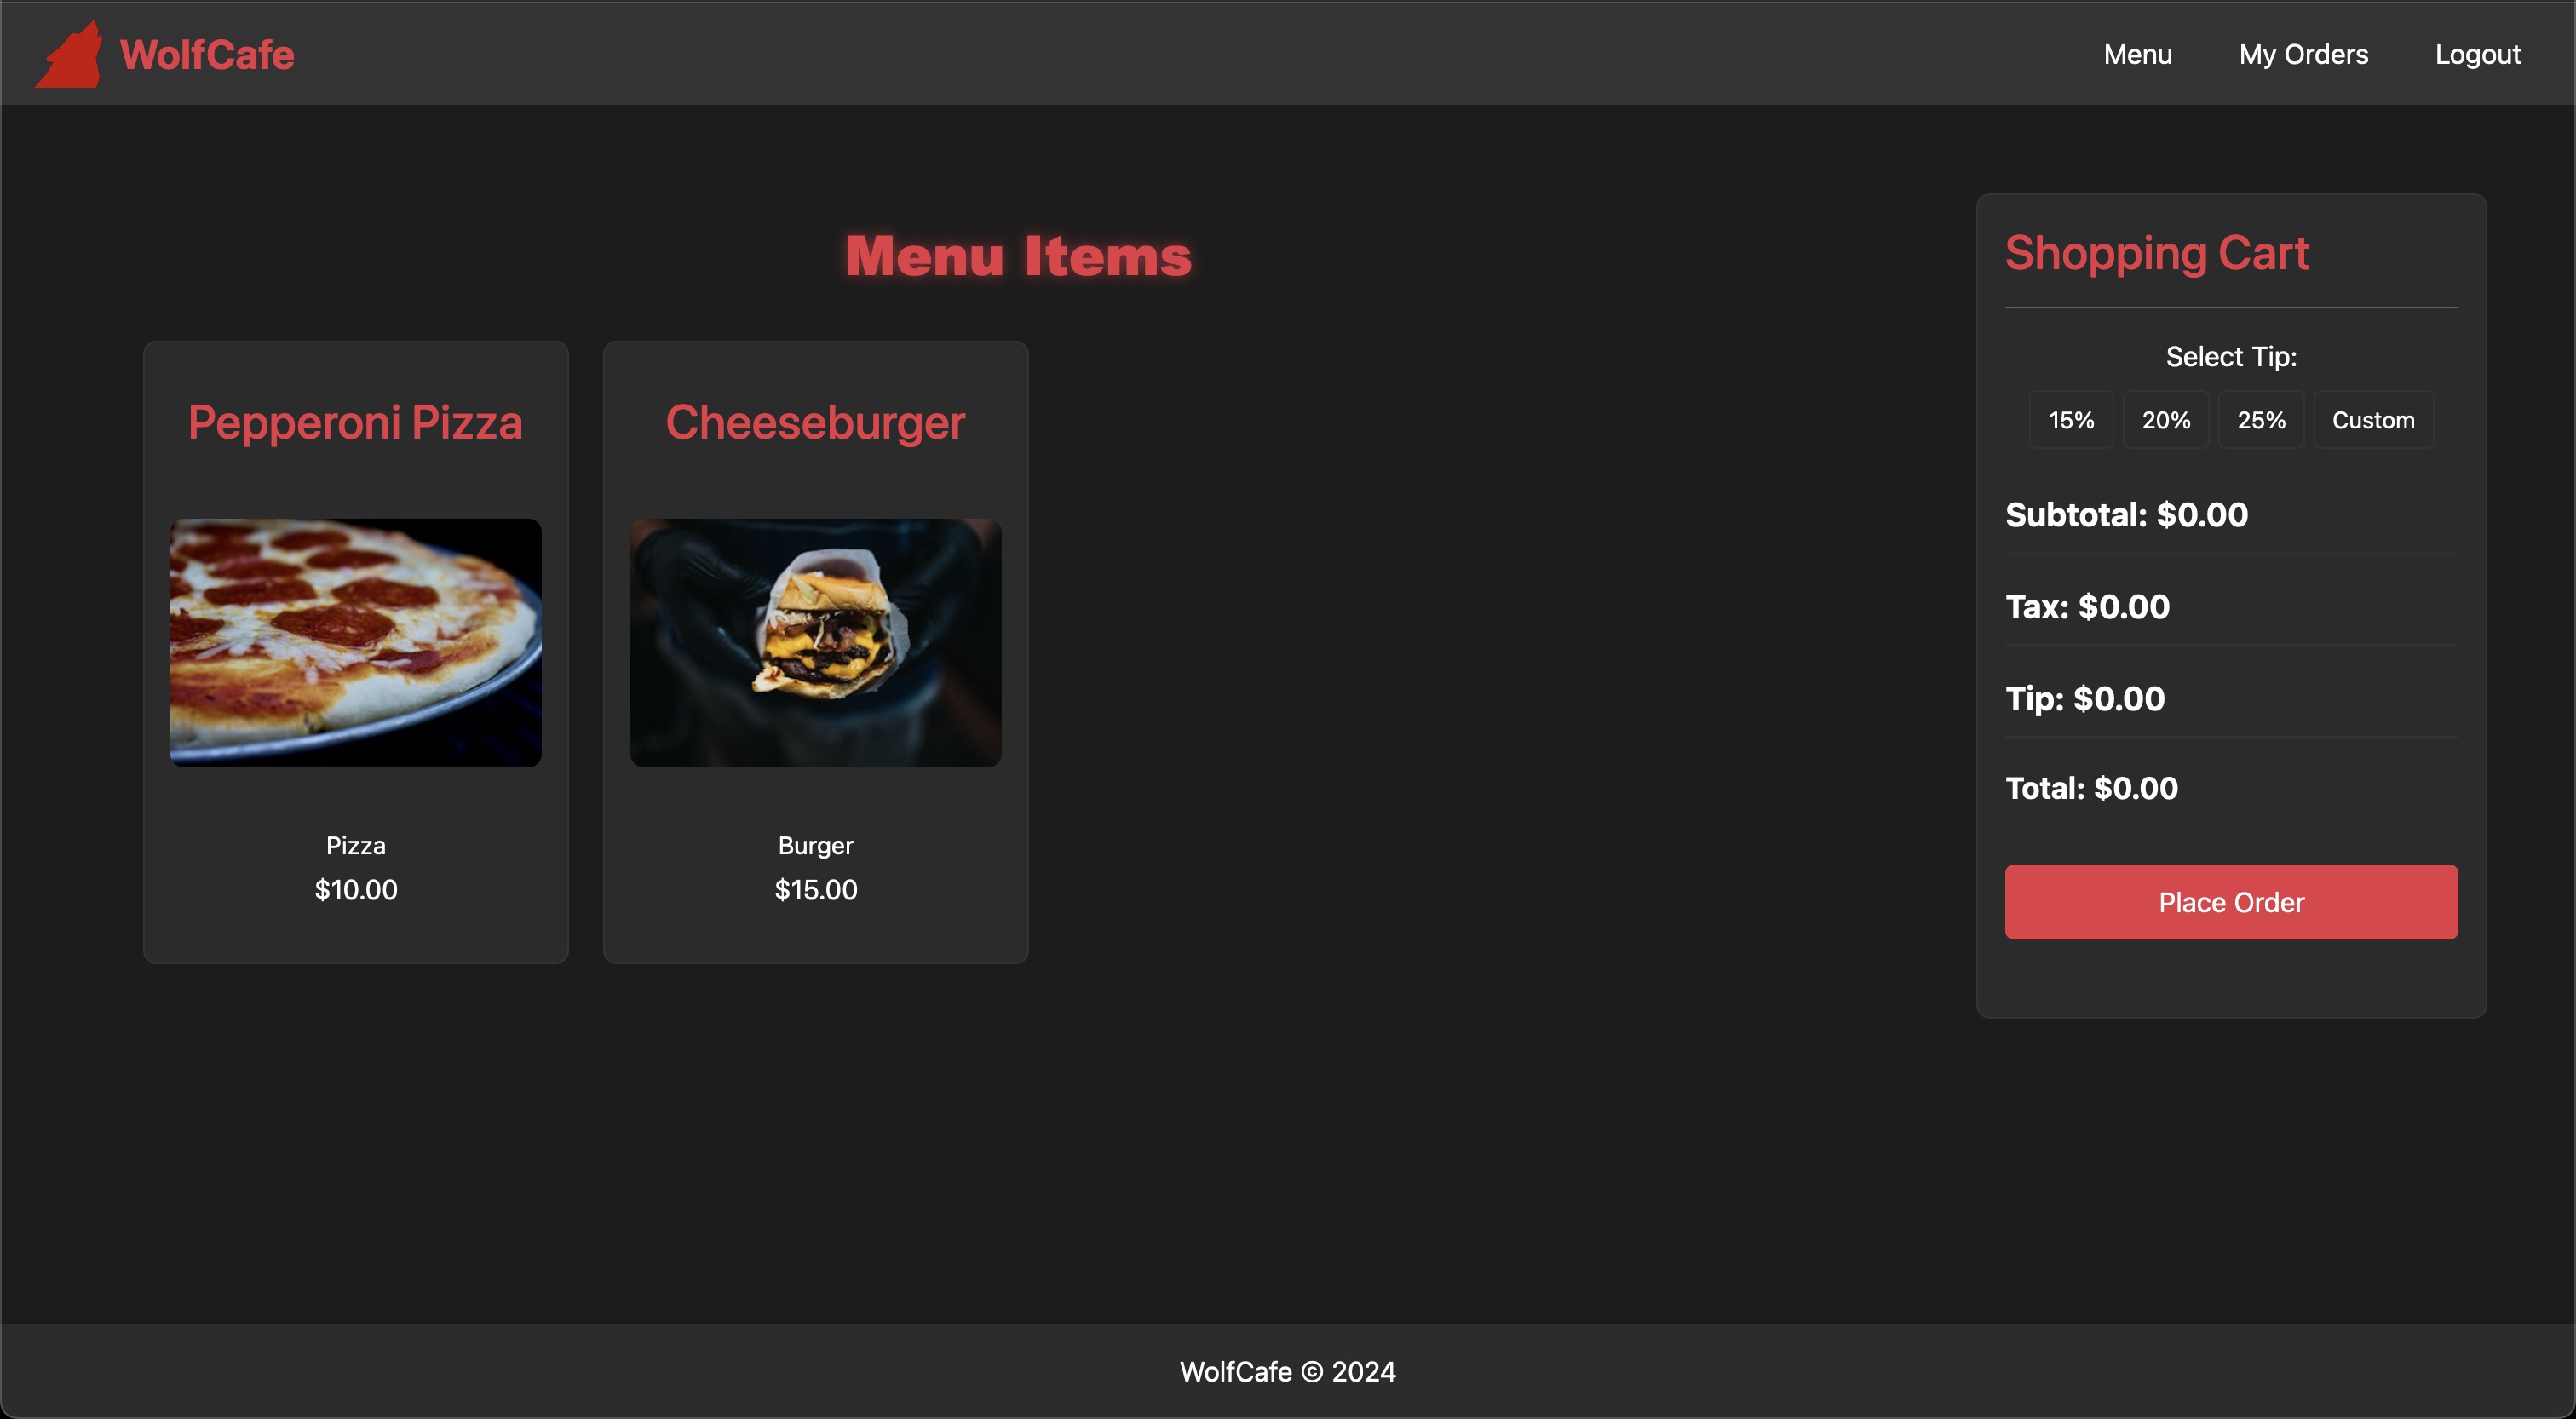 WolfCafe
Menu My Orders Logout
Menu Items
Pepperoni Pizza
Pizza
$10.00
Cheeseburger
Burger
$15.00
Shopping Cart
Select Tip:
15% 20% 25% Custom
Subtotal: $0.00
Tax: $0.00
Tip: $0.00
Total: $0.00
Place Order
WolfCafe © 2024